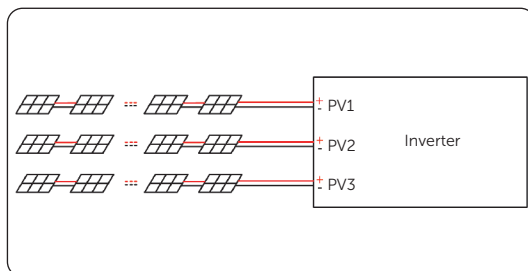 +
- PV1
+
- PV2
Inverter
+
- PV3